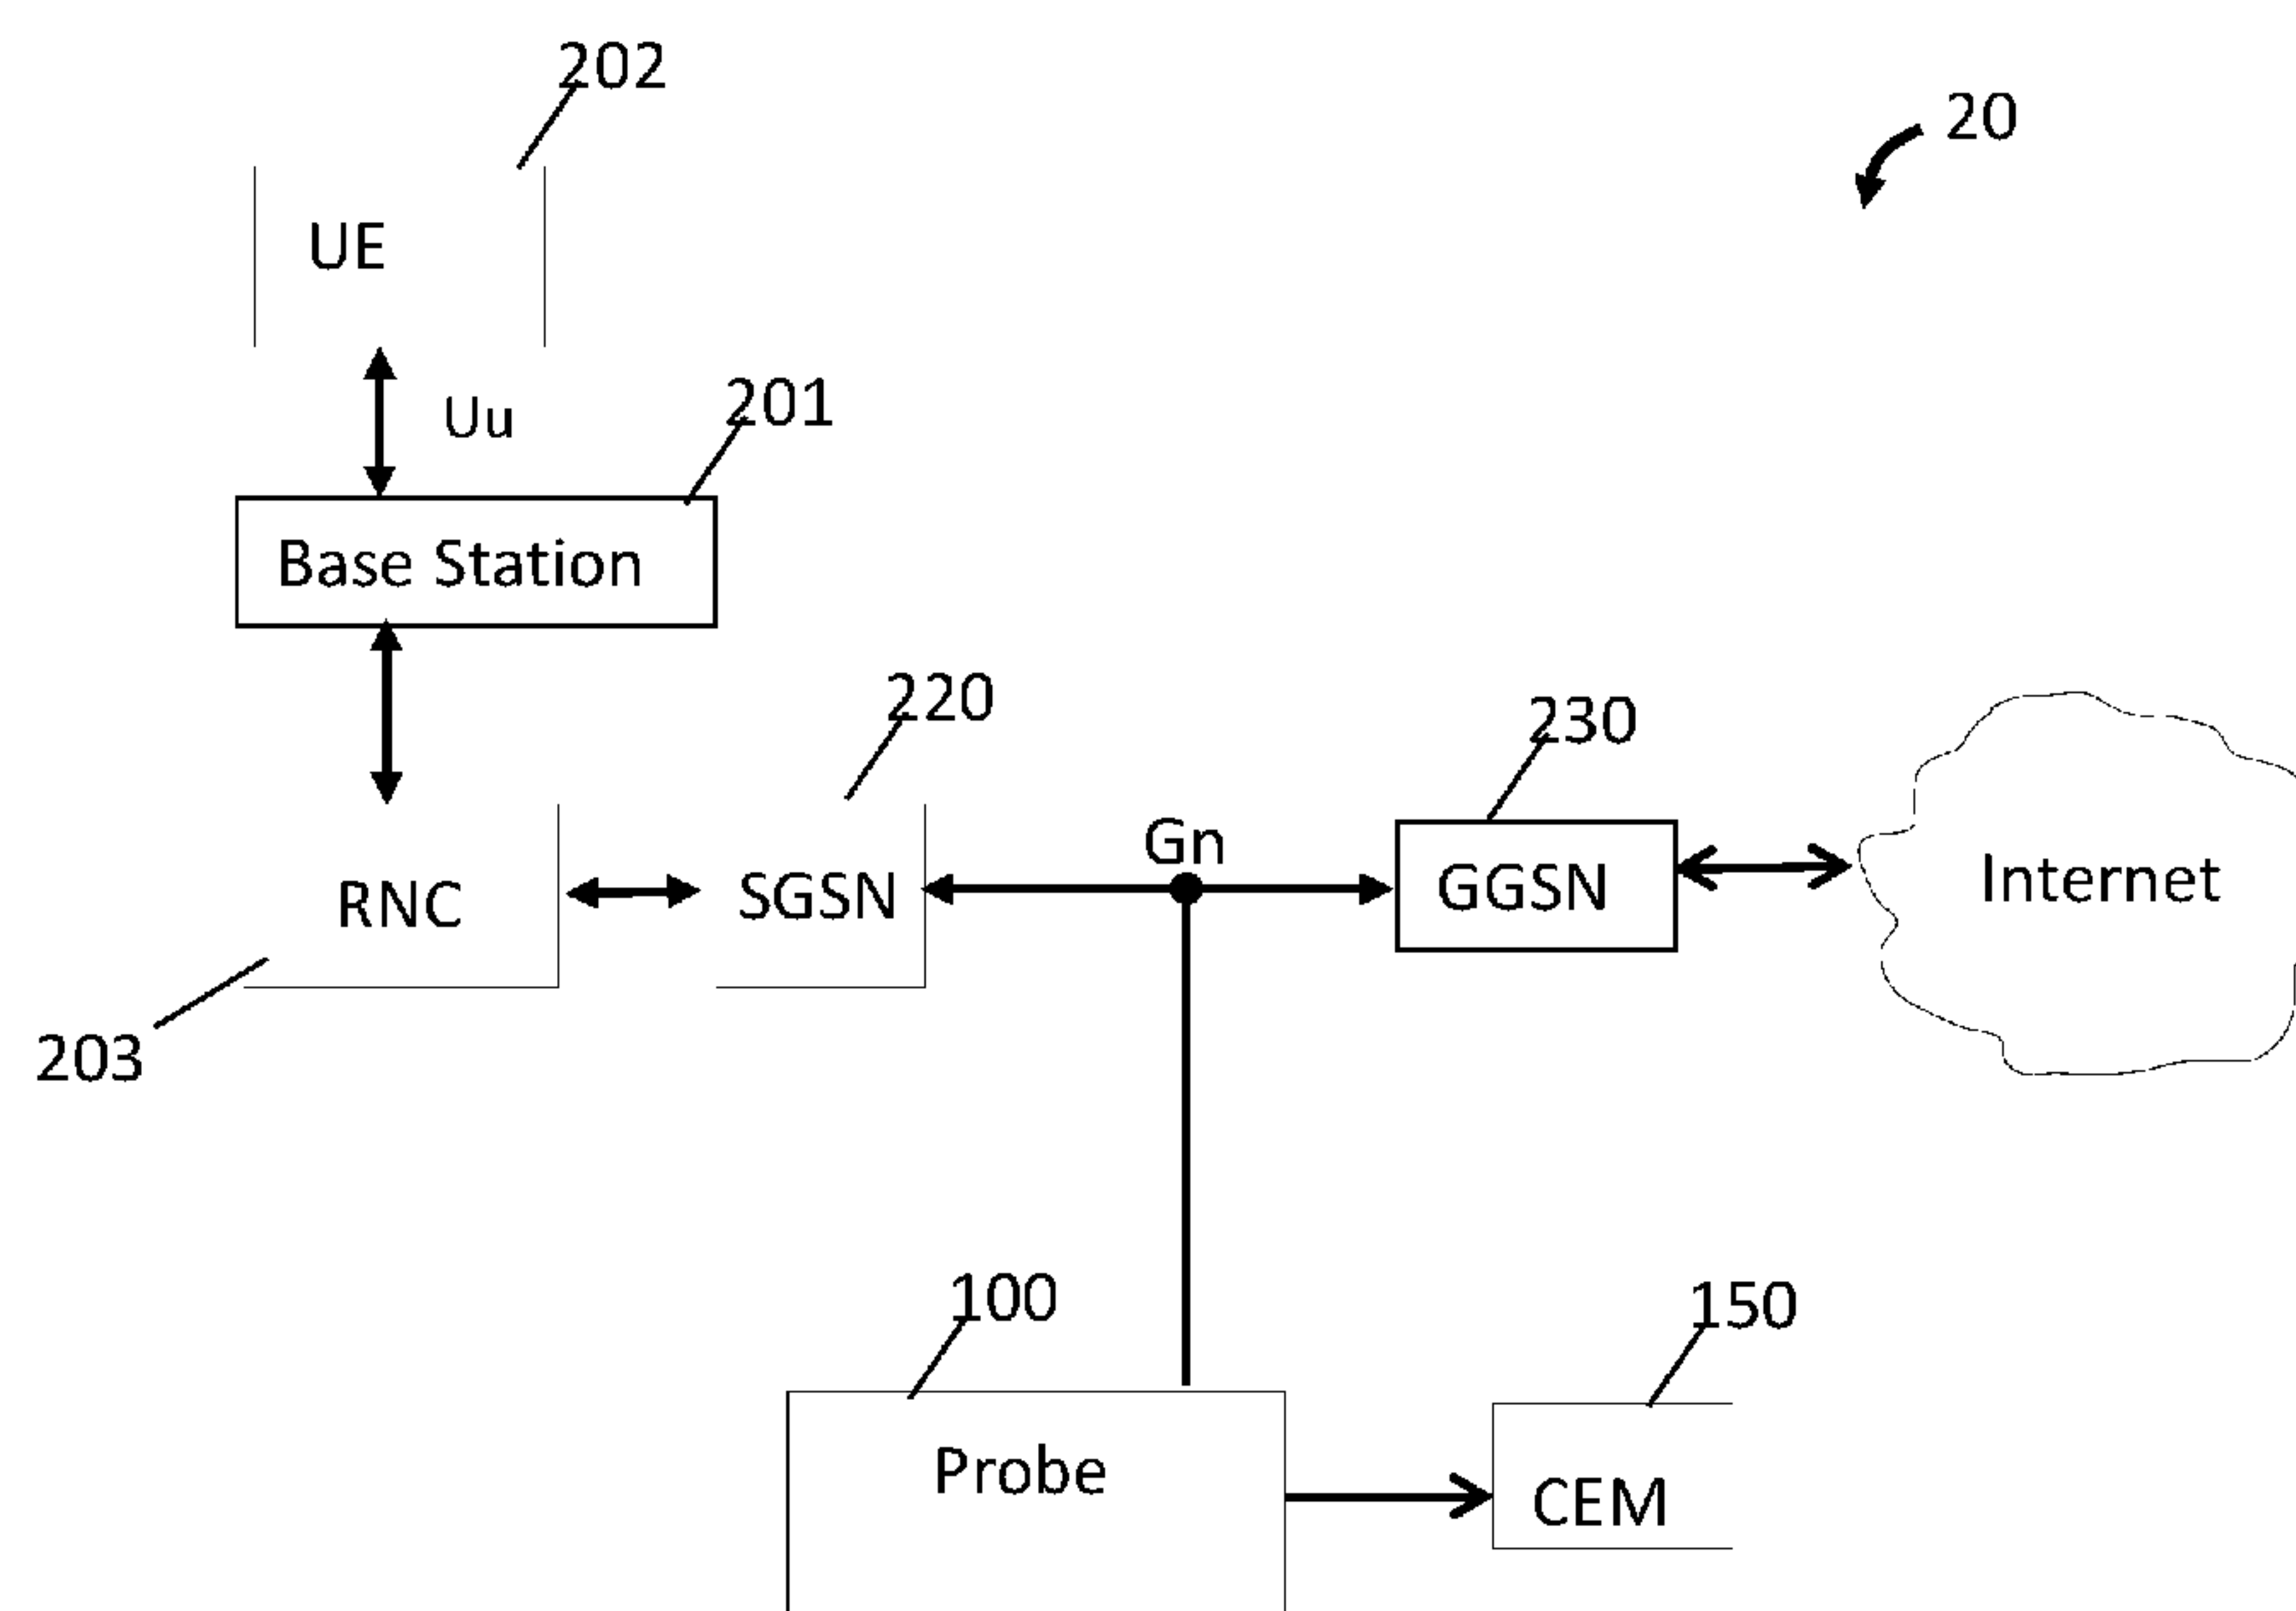 202
20
UE
Uu
201
Base Station
220
230
Gn
RNC
SGSN
GGSN
Internet
203
100
150
Probe
CEM